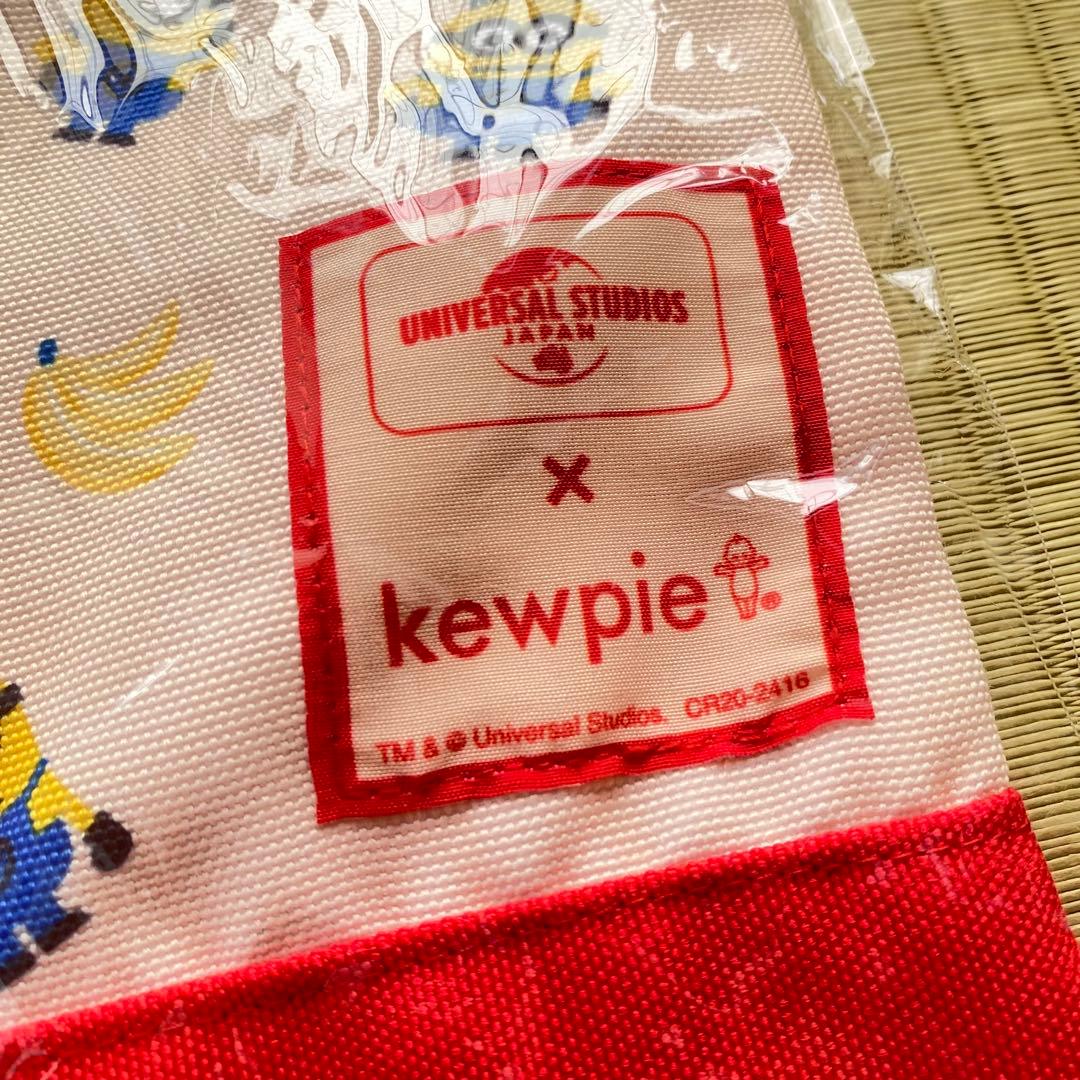 UNIVERSAL STUDIOS
JAPAN
×
kewpie
TM & © Universal Studios. CR20-2416